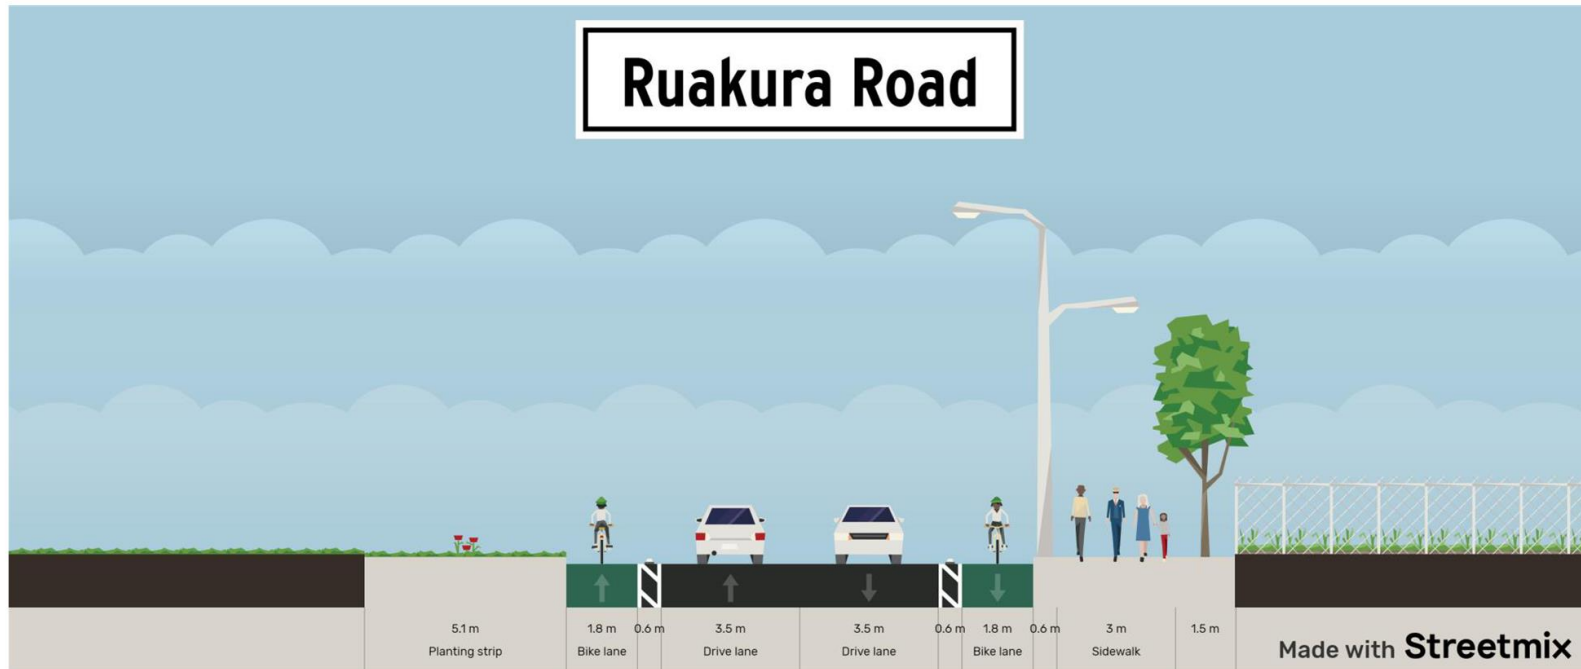 Ruakura Road
5.1 m 1.8 m 0.6 m 3.5 m 3.5 m 0.6 m 1.8 m 0.6 m 3 m 1.5 m
Planting strip Bike lane Drive lane Drive lane Bike lane Sidewalk
Made with Streetmix